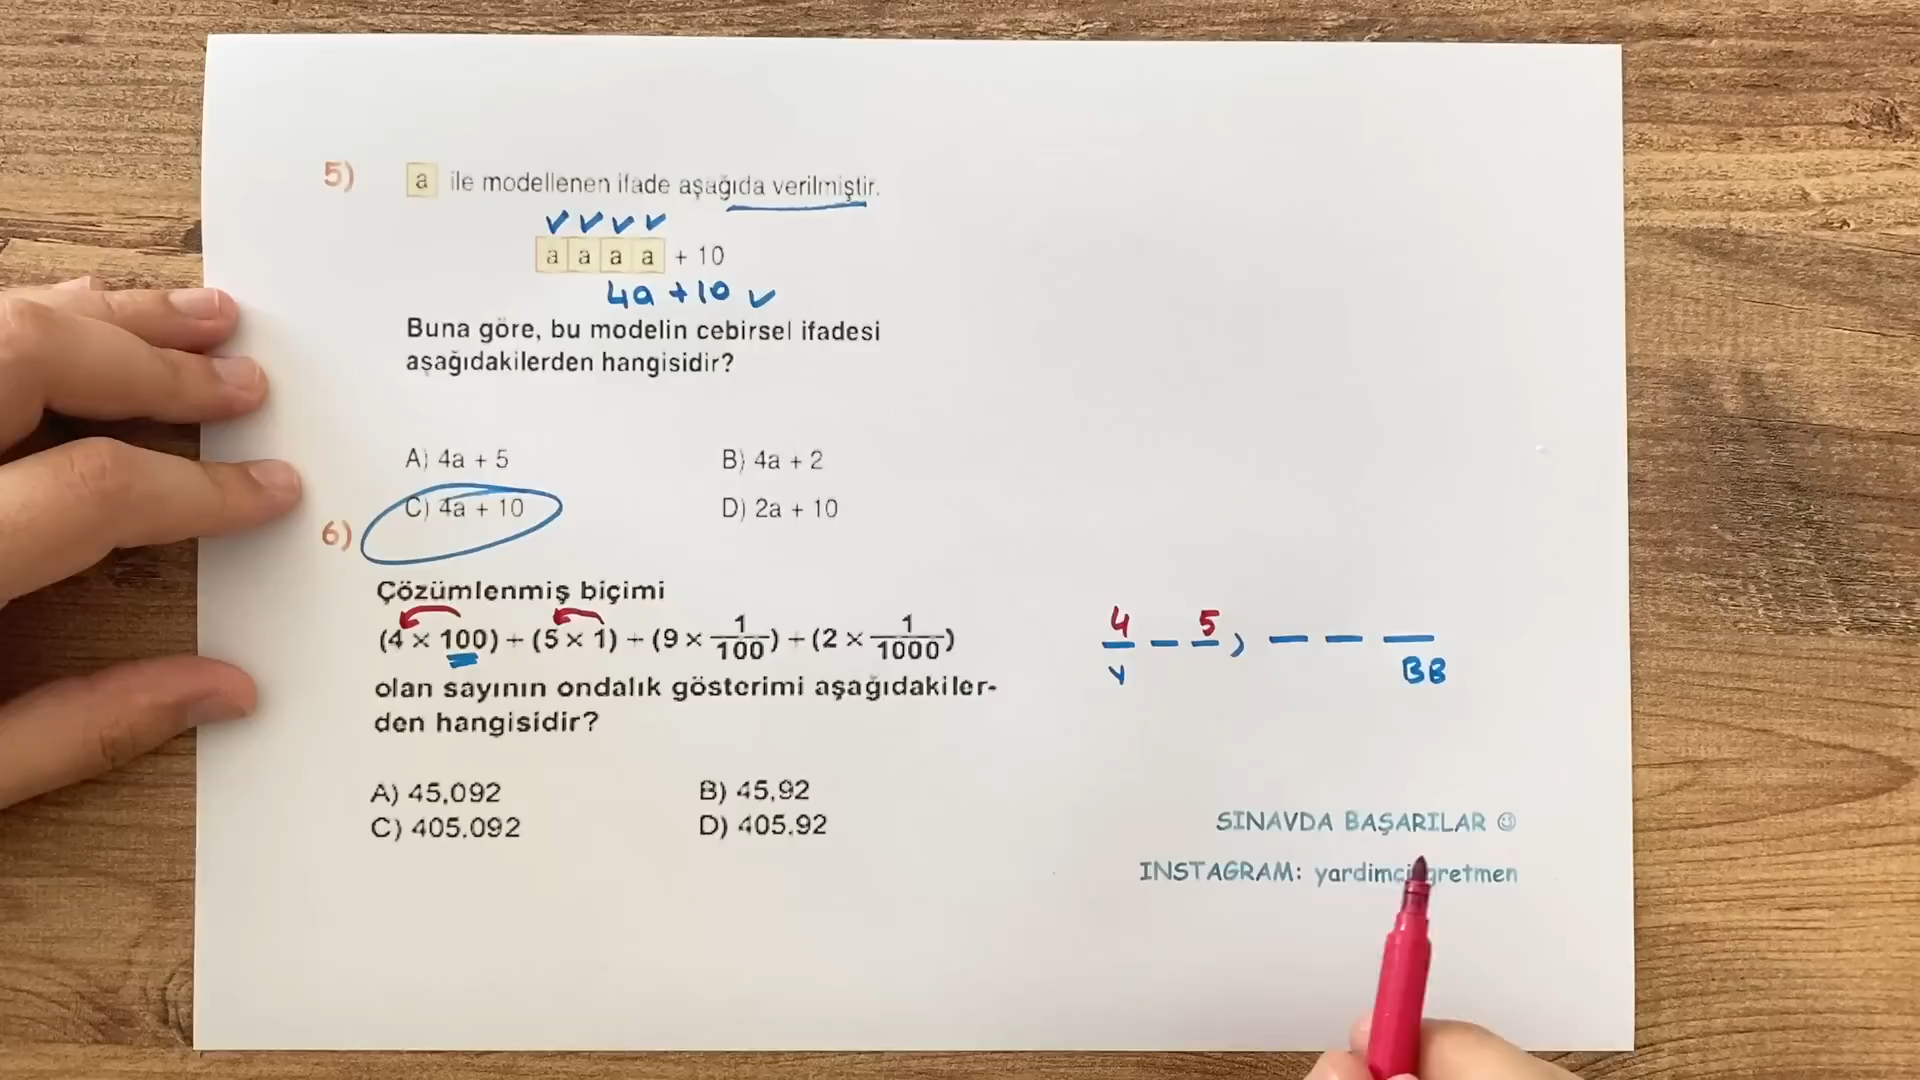 5) a ile modellenen ifade aşağıda verilmiştir.
a a a a + 10
4a + 10
Buna göre, bu modelin cebirsel ifadesi
aşağıdakilerden hangisidir?
A) 4a + 5 B) 4a + 2
C) 4a + 10 D) 2a + 10
6)
Çözümlenmiş biçimi
(4 × 100) + (5 × 1) + (9 × 1/100) + (2 × 1/1000)
4 _ 5, _ _ _
Y BB
olan sayının ondalık gösterimi aşağıdakiler-
den hangisidir?
A) 45,092 B) 45,92
C) 405,092 D) 405,92
SINAVDA BAŞARILAR ☺
INSTAGRAM: